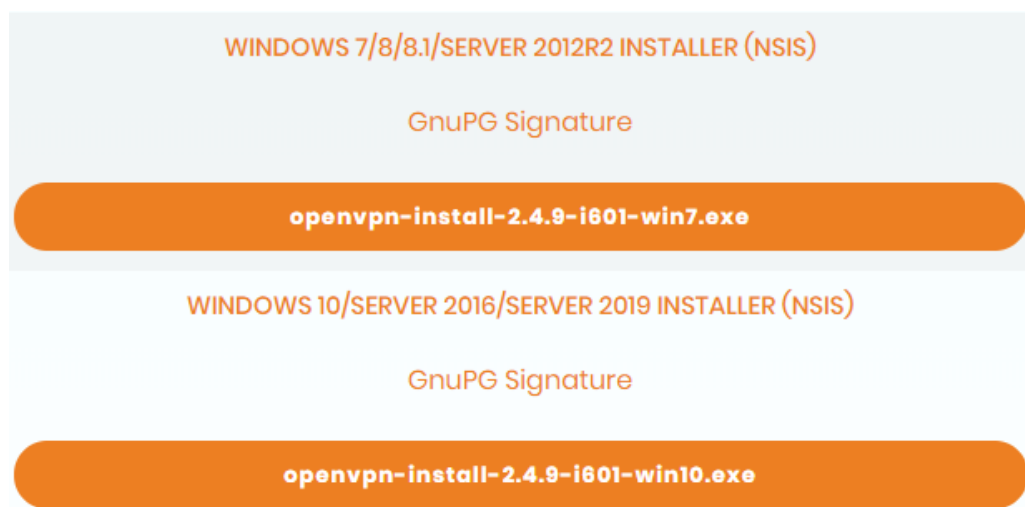 WINDOWS 7/8/8.1/SERVER 2012R2 INSTALLER (NSIS)
GnuPG Signature
openvpn-install-2.4.9-i601-win7.exe
WINDOWS 10/SERVER 2016/SERVER 2019 INSTALLER (NSIS)
GnuPG Signature
openvpn-install-2.4.9-i601-win10.exe